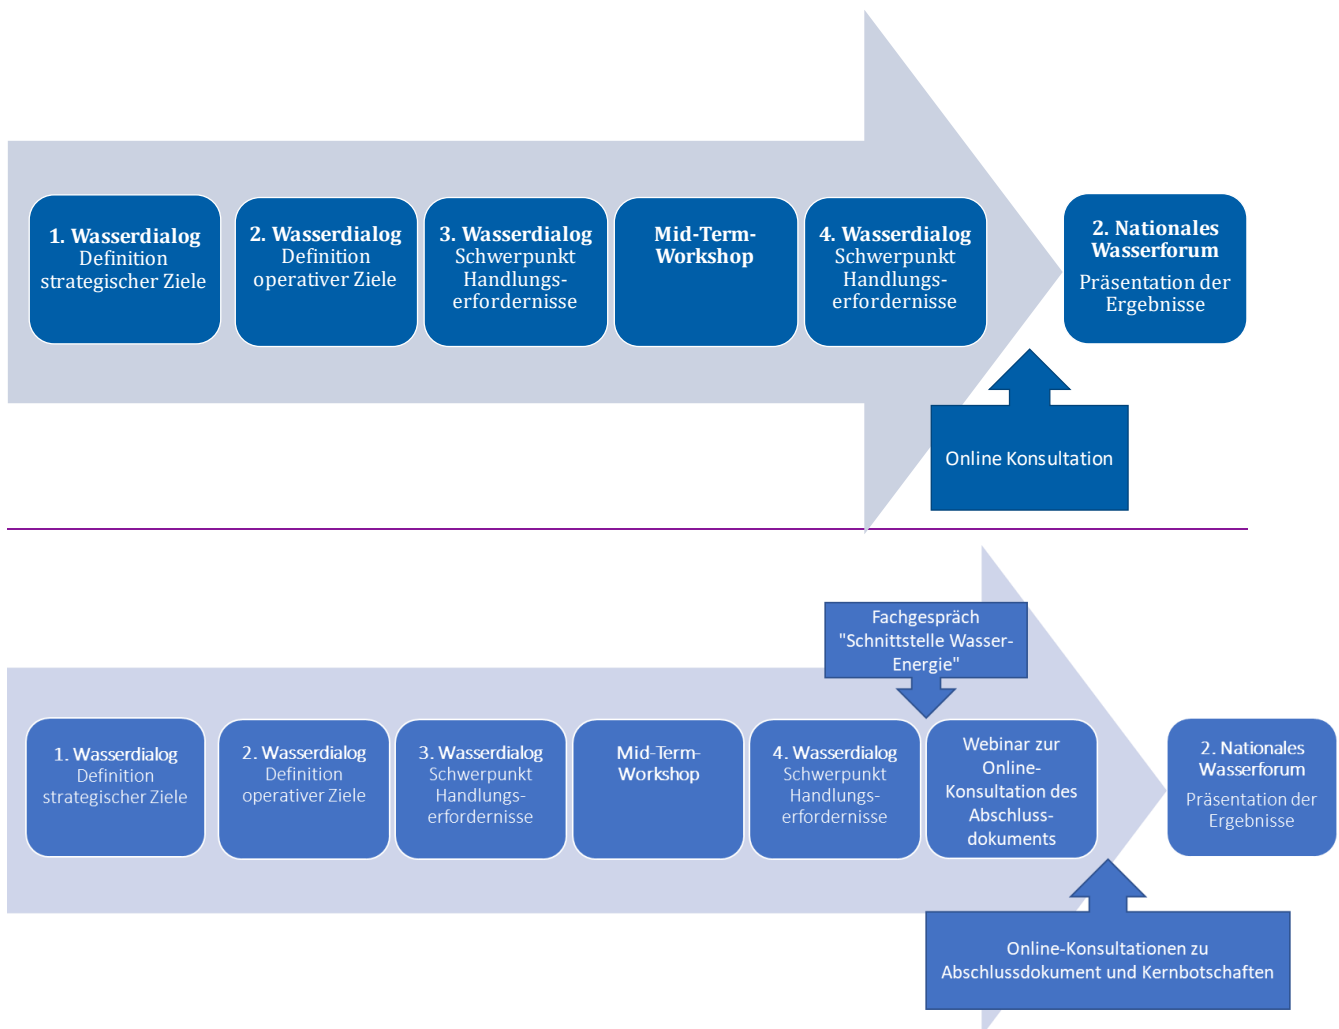 1. Wasserdialog
Definition
strategischer Ziele
2. Wasserdialog
Definition
operativer Ziele
3. Wasserdialog
Schwerpunkt
Handlungs-
erfordernisse
Mid-Term-
Workshop
4. Wasserdialog
Schwerpunkt
Handlungs-
erfordernisse
2. Nationales
Wasserforum
Präsentation der
Ergebnisse
Online Konsultation
Fachgespräch
"Schnittstelle Wasser-
Energie"
1. Wasserdialog
Definition
strategischer Ziele
2. Wasserdialog
Definition
operativer Ziele
3. Wasserdialog
Schwerpunkt
Handlungs-
erfordernisse
Mid-Term-
Workshop
4. Wasserdialog
Schwerpunkt
Handlungs-
erfordernisse
Webinar zur
Online-
Konsultation des
Abschluss-
dokuments
2. Nationales
Wasserforum
Präsentation der
Ergebnisse
Online-Konsultationen zu
Abschlussdokument und Kernbotschaften